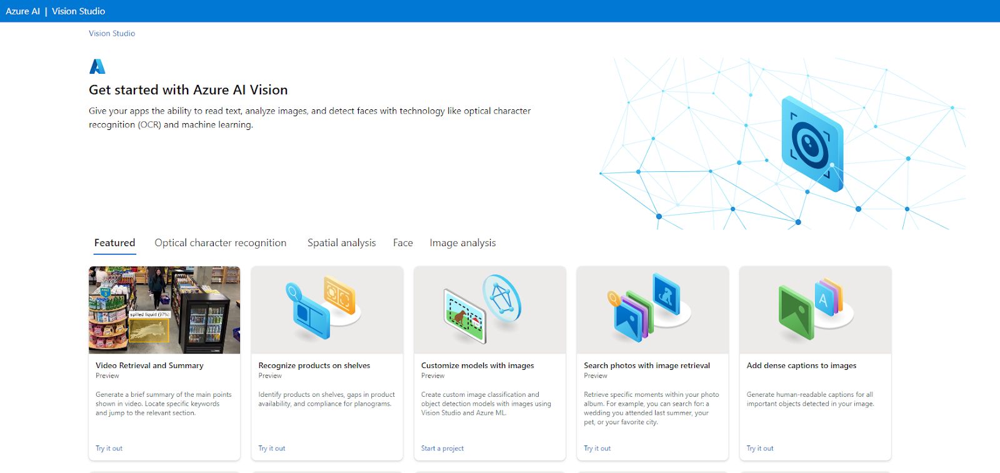 Azure AI | Vision Studio
Vision Studio
Get started with Azure AI Vision
Give your apps the ability to read text, analyze images, and detect faces with technology like optical character
recognition (OCR) and machine learning.
Featured
Optical character recognition
Spatial analysis
Face
Image analysis
spilled liquid (97%)
Video Retrieval and Summary
Preview
Generate a brief summary of the main points
shown in video. Locate specific keywords
and jump to the relevant section.
Try it out
Recognize products on shelves
Preview
Identify products on shelves, gaps in product
availability, and compliance for planograms.
Try it out
Customize models with images
Preview
Create custom image classification and
object detection models with images using
Vision Studio and Azure ML.
Start a project
A
Search photos with image retrieval
Preview
Retrieve specific moments within your photo
album. For example, you can search for: a
wedding you attended last summer, your
pet, or your favorite city.
Try it out
Add dense captions to images
Generate human-readable captions for all
important objects detected in your image.
Try it out